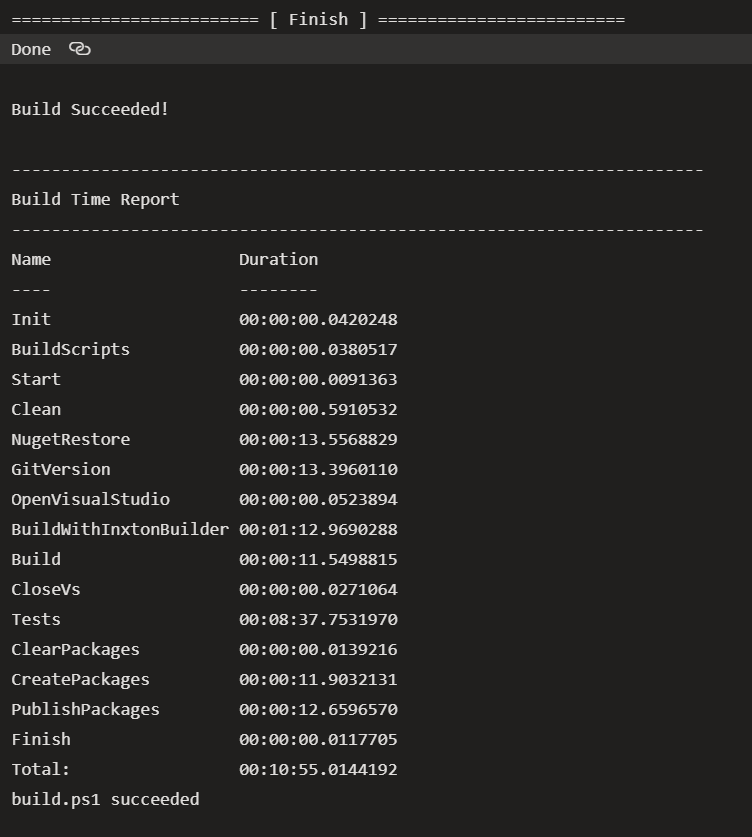 ========================= [ Finish ] =========================
Done
Build Succeeded!
----------------------------------------------------------------------
Build Time Report
----------------------------------------------------------------------
Name                   Duration
----                   --------
Init                   00:00:00.0420248
BuildScripts           00:00:00.0380517
Start                  00:00:00.0091363
Clean                  00:00:00.5910532
NugetRestore           00:00:13.5568829
GitVersion             00:00:13.3960110
OpenVisualStudio       00:00:00.0523894
BuildWithInxtonBuilder 00:01:12.9690288
Build                  00:00:11.5498815
CloseVs                00:00:00.0271064
Tests                  00:08:37.7531970
ClearPackages          00:00:00.0139216
CreatePackages         00:00:11.9032131
PublishPackages        00:00:12.6596570
Finish                 00:00:00.0117705
Total:                 00:10:55.0144192
build.ps1 succeeded